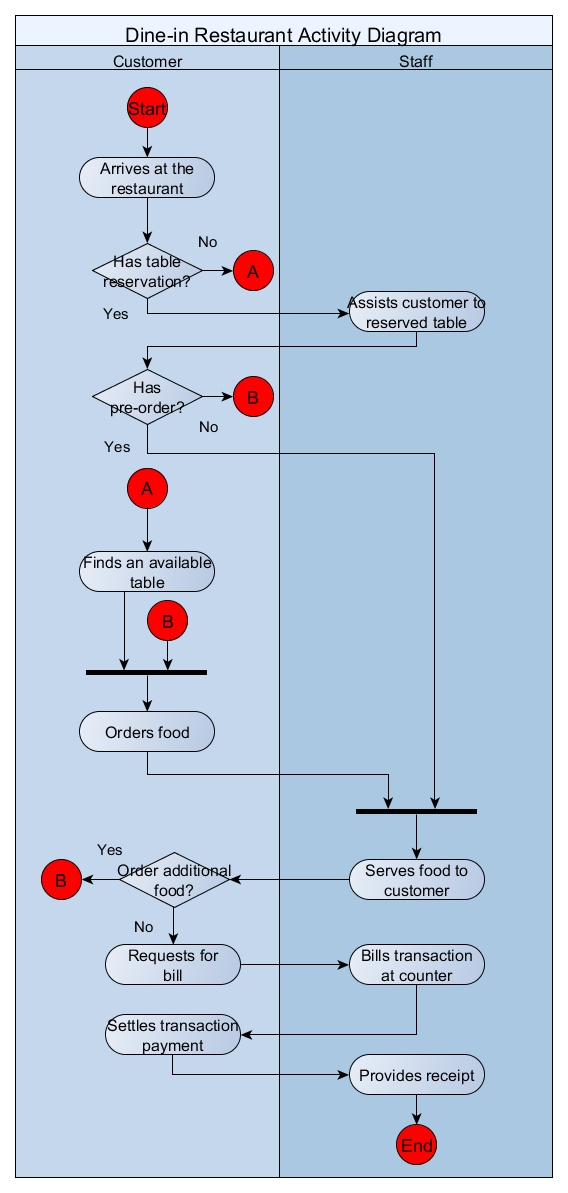 Dine-in Restaurant Activity Diagram
Customer
Staff
Start
Arrives at the
restaurant
Has table
reservation?
No
A
Yes
Assists customer to
reserved table
Has
pre-order?
B
No
Yes
A
Finds an available
table
B
Orders food
Serves food to
customer
Order additional
food?
Yes
B
No
Requests for
bill
Bills transaction
at counter
Settles transaction
payment
Provides receipt
End